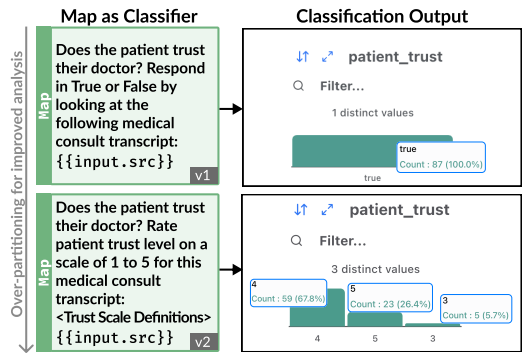 Map as Classifier
Classification Output
Over-partitioning for improved analysis
Map
Does the patient trust
their doctor? Respond
in True or False by
looking at the
following medical
consult transcript:
{{input.src}}
v1
patient_trust
Filter...
1 distinct values
true
Count : 87 (100.0%)
true
Map
Does the patient trust
their doctor? Rate
patient trust level on a
scale of 1 to 5 for this
medical consult
transcript:
<Trust Scale Definitions>
{{input.src}}
v2
patient_trust
Filter...
3 distinct values
4
Count : 59 (67.8%)
5
Count : 23 (26.4%)
3
Count : 5 (5.7%)
4 5 3